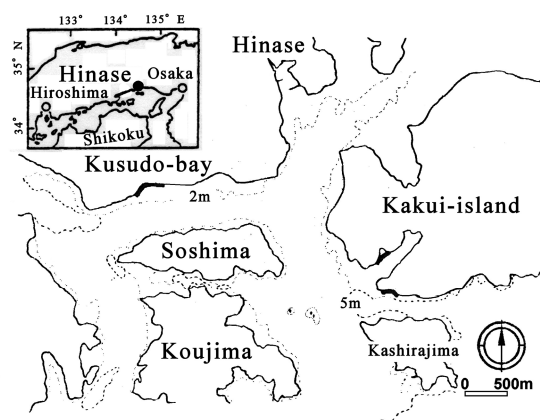 133° 134° 135° E
N
35°
34°
Hinase
Osaka
Hiroshima
Shikoku
Hinase
Kusudo-bay
2m
Kakui-island
Soshima
5m
Koujima
Kashirajima
0 500m